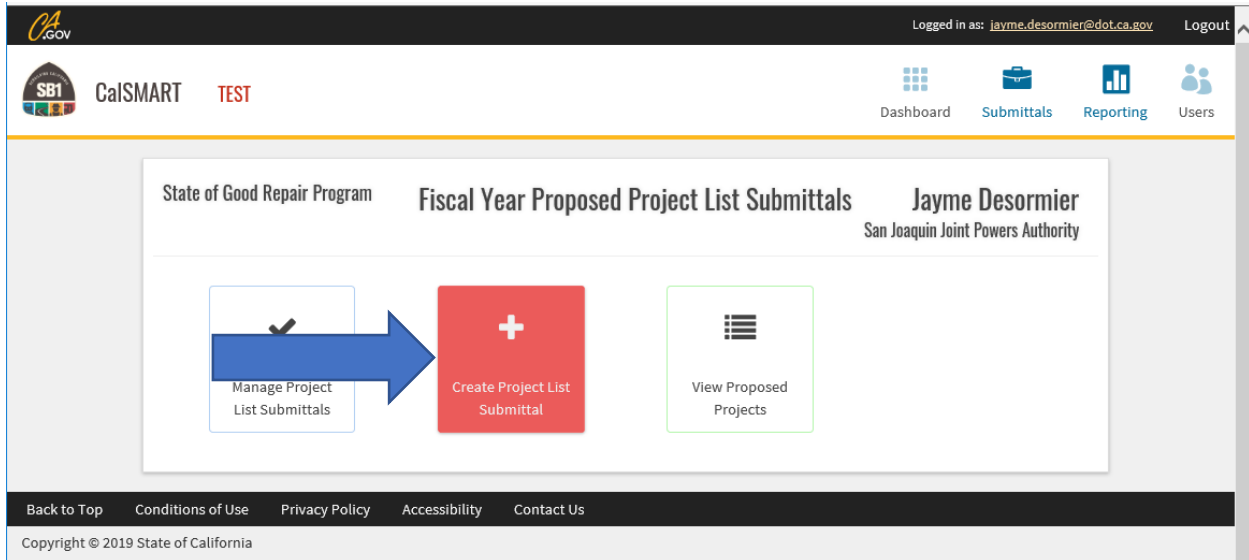 CA.GOV
Logged in as: jayme.desormier@dot.ca.gov Logout
SB1
CalSMART TEST
Dashboard Submittals Reporting Users
State of Good Repair Program
Fiscal Year Proposed Project List Submittals
Jayme Desormier
San Joaquin Joint Powers Authority
Manage Project
List Submittals
Create Project List
Submittal
View Proposed
Projects
Back to Top Conditions of Use Privacy Policy Accessibility Contact Us
Copyright © 2019 State of California